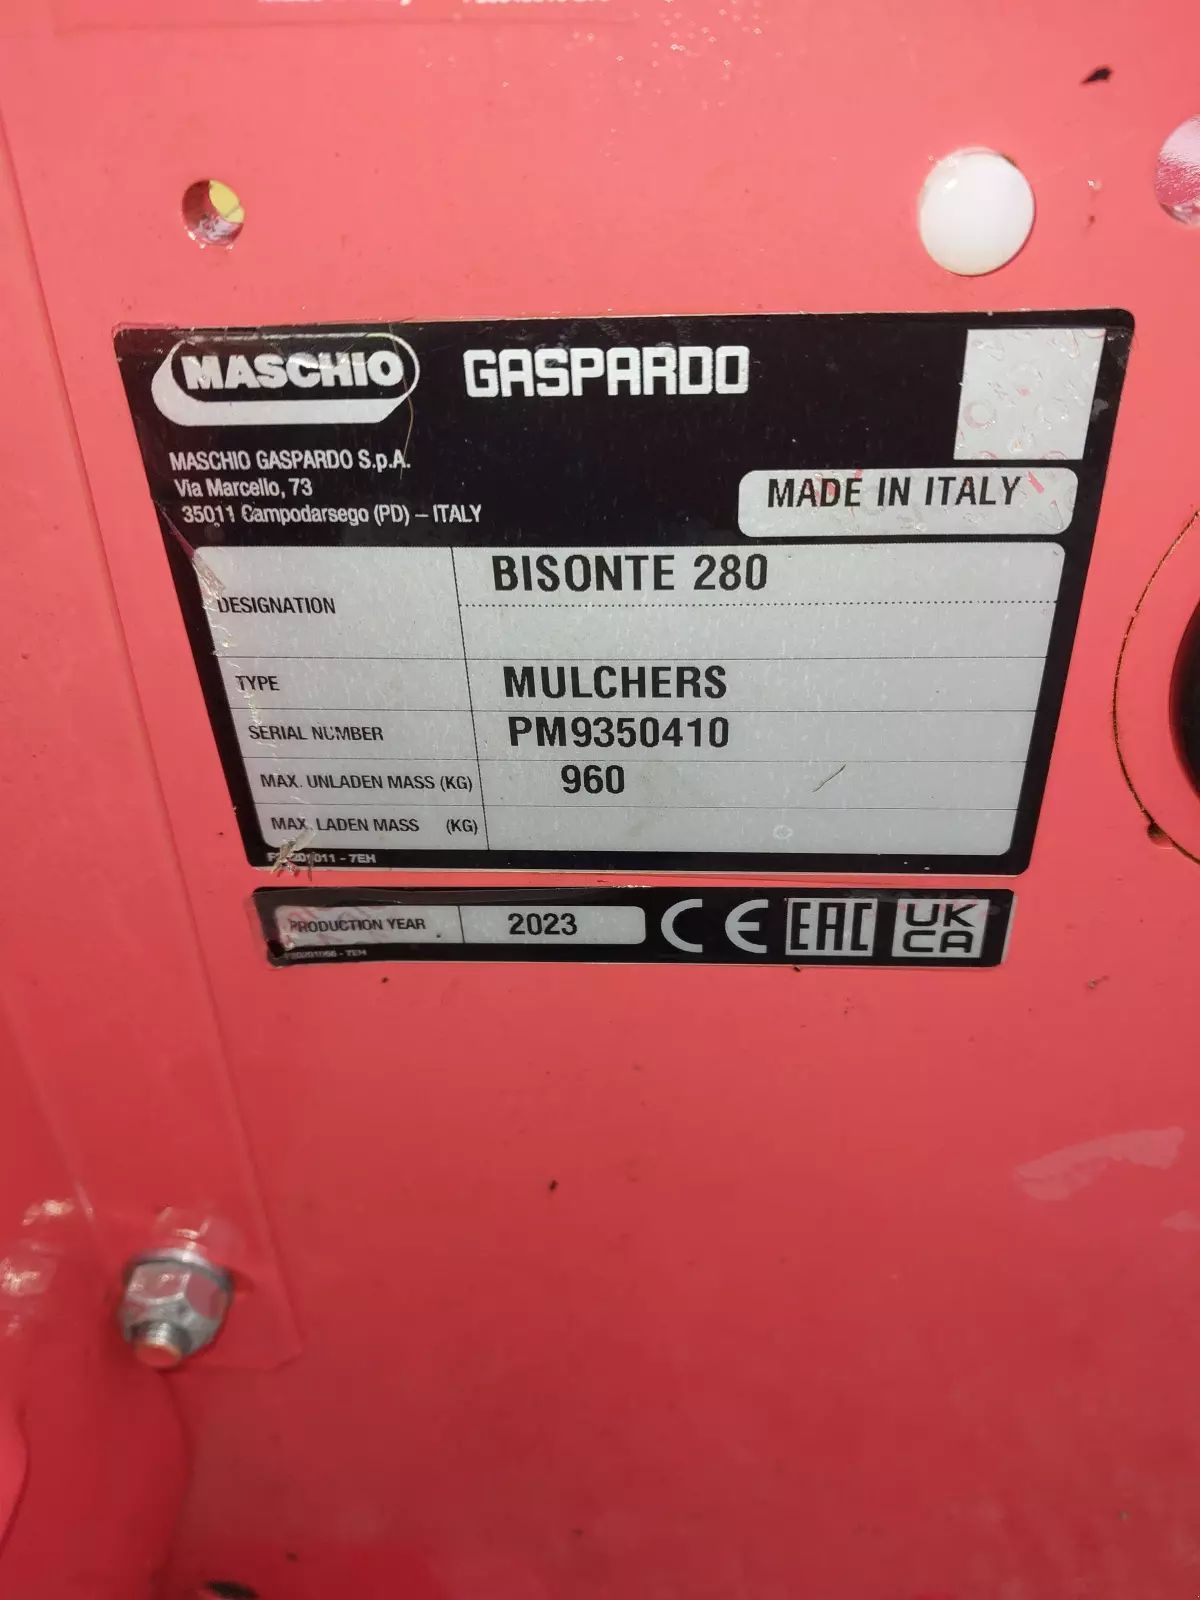 MASCHIO GASPARDO
MASCHIO GASPARDO S.p.A.
Via Marcello, 73
35011 Campodarsego (PD) – ITALY
MADE IN ITALY
DESIGNATION BISONTE 280
TYPE MULCHERS
SERIAL NUMBER PM9350410
MAX. UNLADEN MASS (KG) 960
MAX. LADEN MASS (KG)
PRODUCTION YEAR 2023 CE EAC UK CA